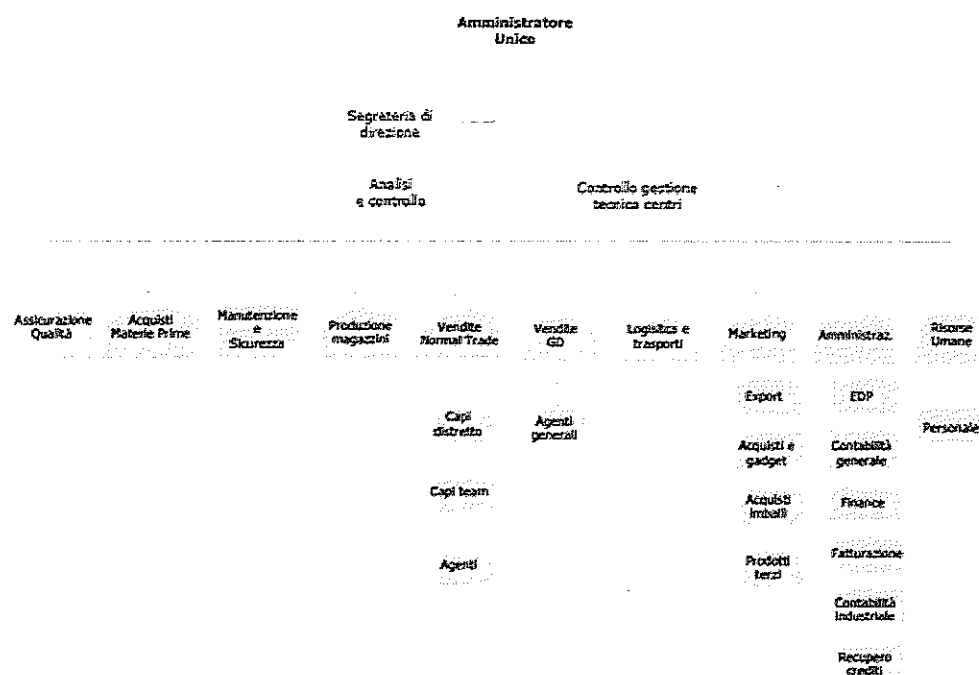 Amministratore
Unico
Segreteria di
direzione
Analisi
e controllo
Controllo gestione
tecnica centri
Assicurazione
Qualità
Acquisti
Materie Prime
Manutenzione
e
Sicurezza
Produzione
magazzini
Vendite
Normal Trade
Vendite
GD
Logistica e
trasporti
Marketing
Amministraz.
Risorse
Umane
Export
EDP
Capi
distretto
Agenti
generali
Personale
Acquisti e
gadget
Contabilità
generale
Capi team
Acquisti
imballi
Finance
Agenti
Prodotti
terzi
Fatturazione
Contabilità
industriale
Recupero
crediti